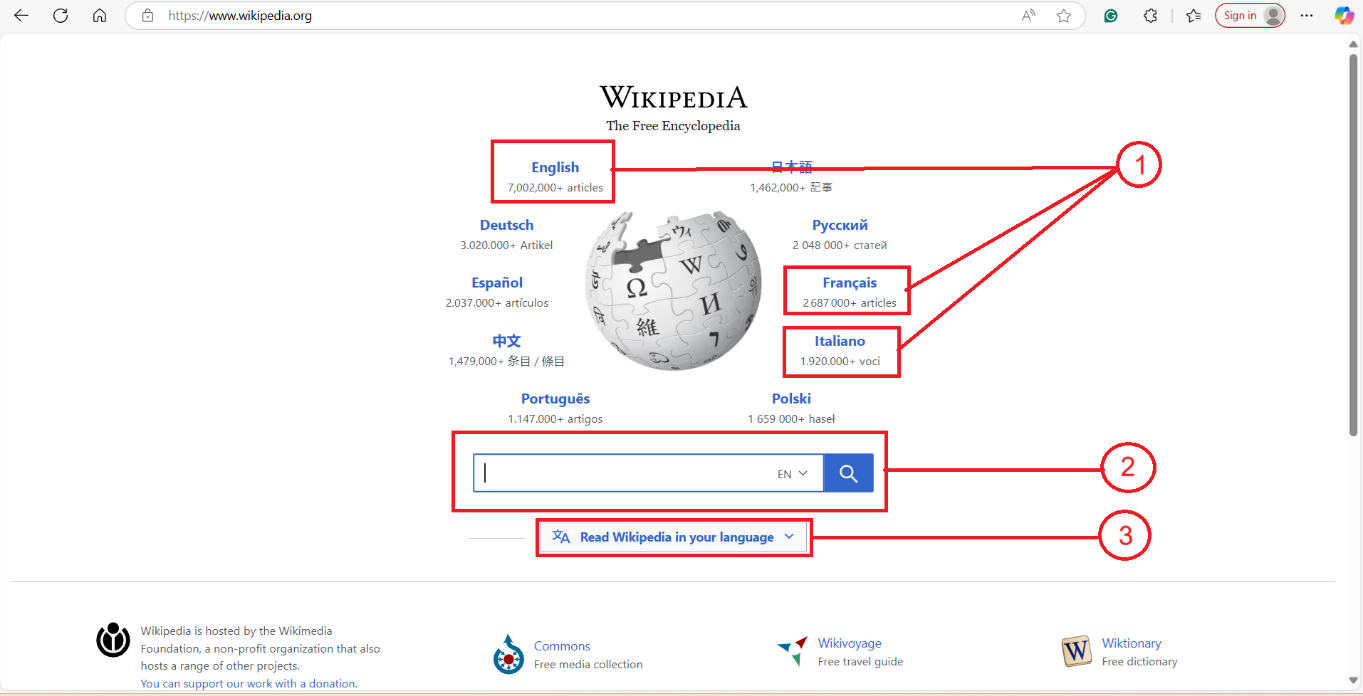 https://www.wikipedia.org
Sign in
WIKIPEDIA
The Free Encyclopedia
English
7,002,000+ articles
日本語
1,462,000+ 記事
1
Deutsch
3.020.000+ Artikel
Русский
2 048 000+ статей
Español
2.037.000+ artículos
Français
2 687 000+ articles
中文
1,479,000+ 条目 / 條目
Italiano
1.920.000+ voci
Português
1.147.000+ artigos
Polski
1 659 000+ haseł
EN
2
Read Wikipedia in your language
3
Wikipedia is hosted by the Wikimedia
Foundation, a non-profit organization that also
hosts a range of other projects.
You can support our work with a donation.
Commons
Free media collection
Wikivoyage
Free travel guide
W
Wiktionary
Free dictionary
Ω
W
И
維
ウィ
7